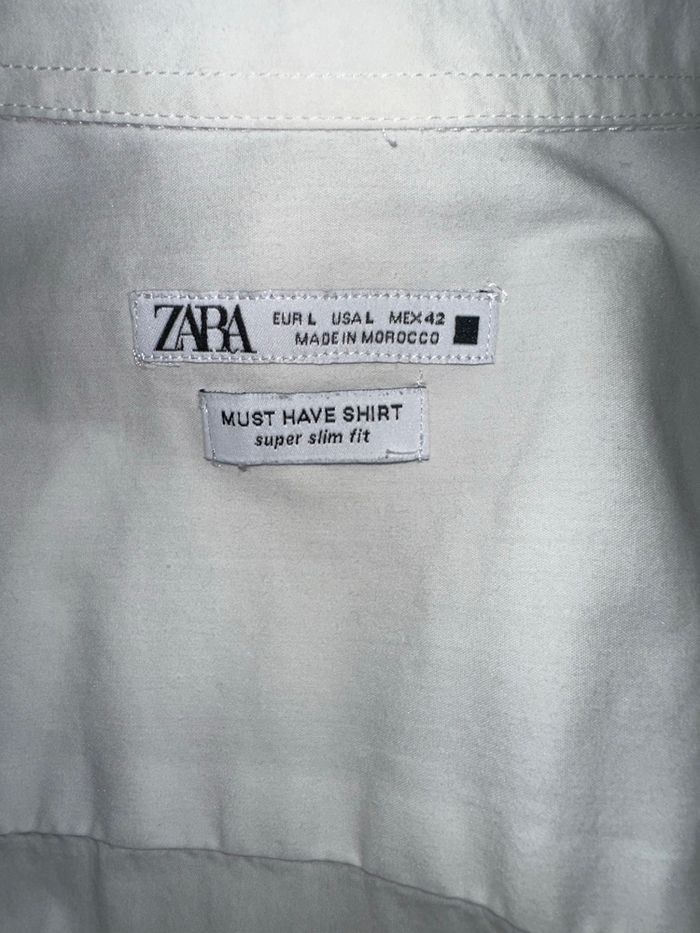 ZARA
EUR L USA L MEX 42
MADE IN MOROCCO
MUST HAVE SHIRT
super slim fit